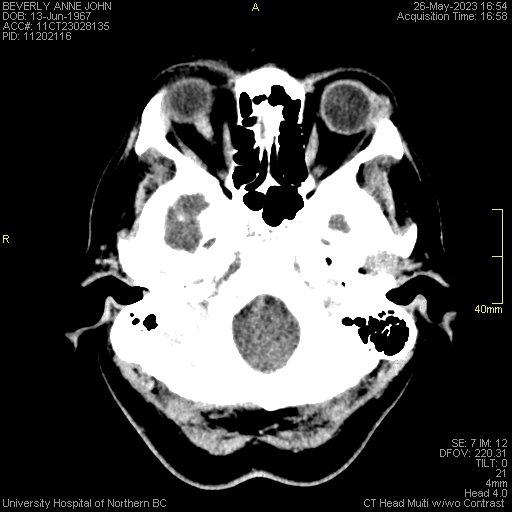 BEVERLY ANNE JOHN
DOB: 13-Jun-1967
ACC#: 11CT23028135
PID: 11202116
A
26-May-2023 16:54
Acquisition Time: 16:58
R
40mm
SE: 7 IM: 12
DFOV: 220.31
TILT: 0
21
4mm
Head 4.0
University Hospital of Northern BC
CT Head Multi w/wo Contrast